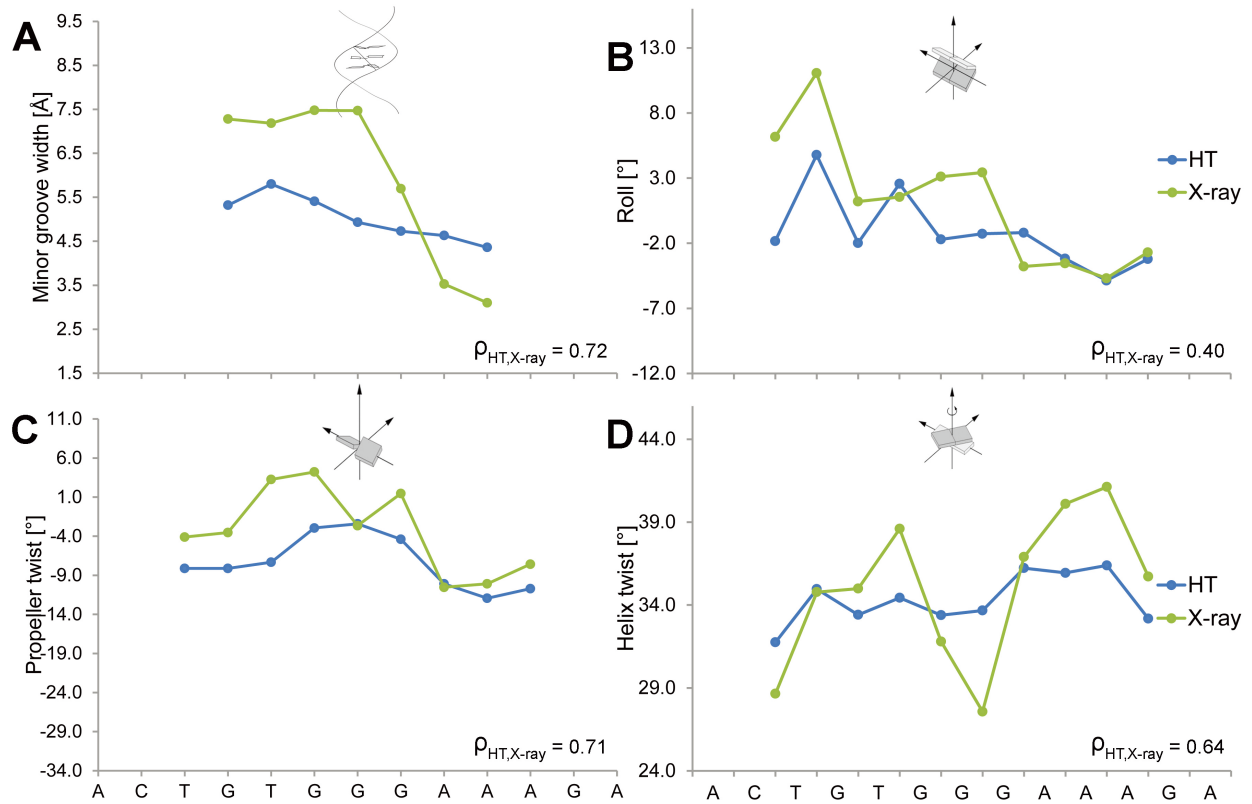 A
9.5
8.5
7.5
6.5
5.5
4.5
3.5
2.5
1.5
Minor groove width [Å]
ρHT,X-ray = 0.72
B
13.0
8.0
3.0
-2.0
-7.0
-12.0
Roll [°]
HT
X-ray
ρHT,X-ray = 0.40
C
11.0
6.0
1.0
-4.0
-9.0
-14.0
-19.0
-24.0
-29.0
-34.0
Propeller twist [°]
ρHT,X-ray = 0.71
A C T G T G G G A A A G A
D
44.0
39.0
34.0
29.0
24.0
Helix twist [°]
HT
X-ray
ρHT,X-ray = 0.64
A C T G T G G G A A A G A